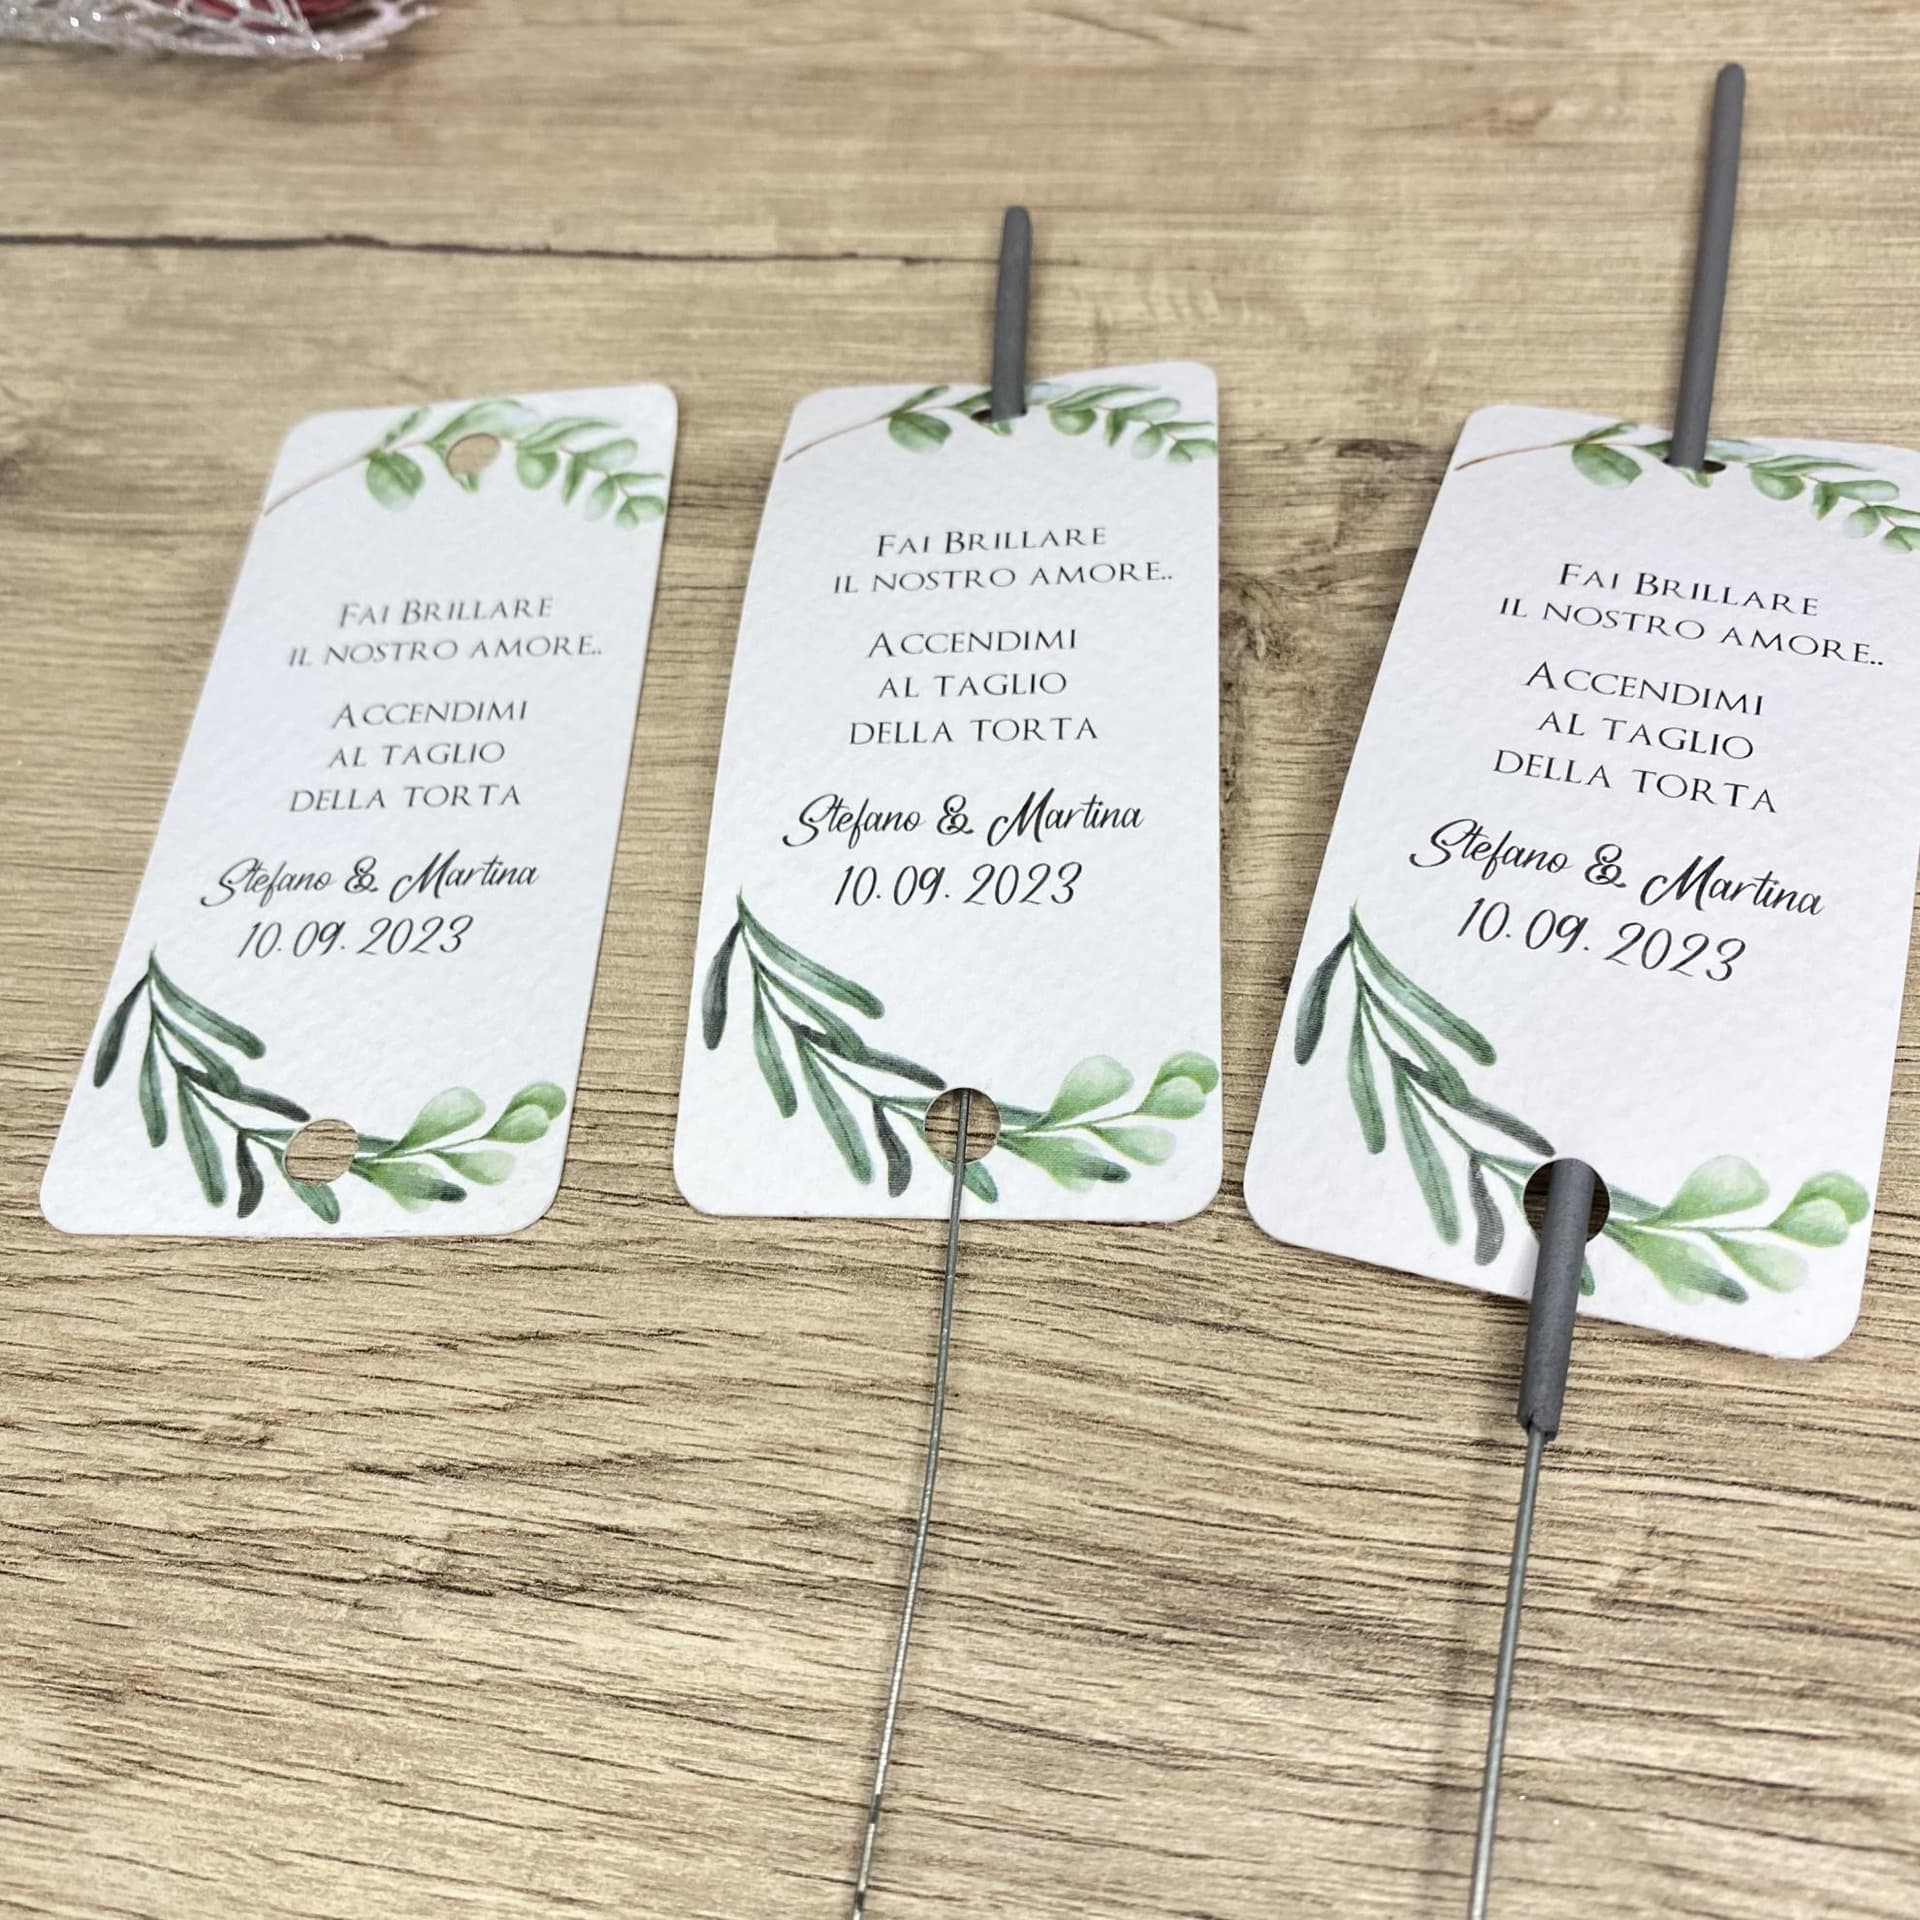 Fai Brillare
il nostro amore..
Accendimi
al taglio
della torta
Stefano & Martina
10.09.2023
Fai Brillare
il nostro amore..
Accendimi
al taglio
della torta
Stefano & Martina
10.09.2023
Fai Brillare
il nostro amore..
Accendimi
al taglio
della torta
Stefano & Martina
10.09.2023